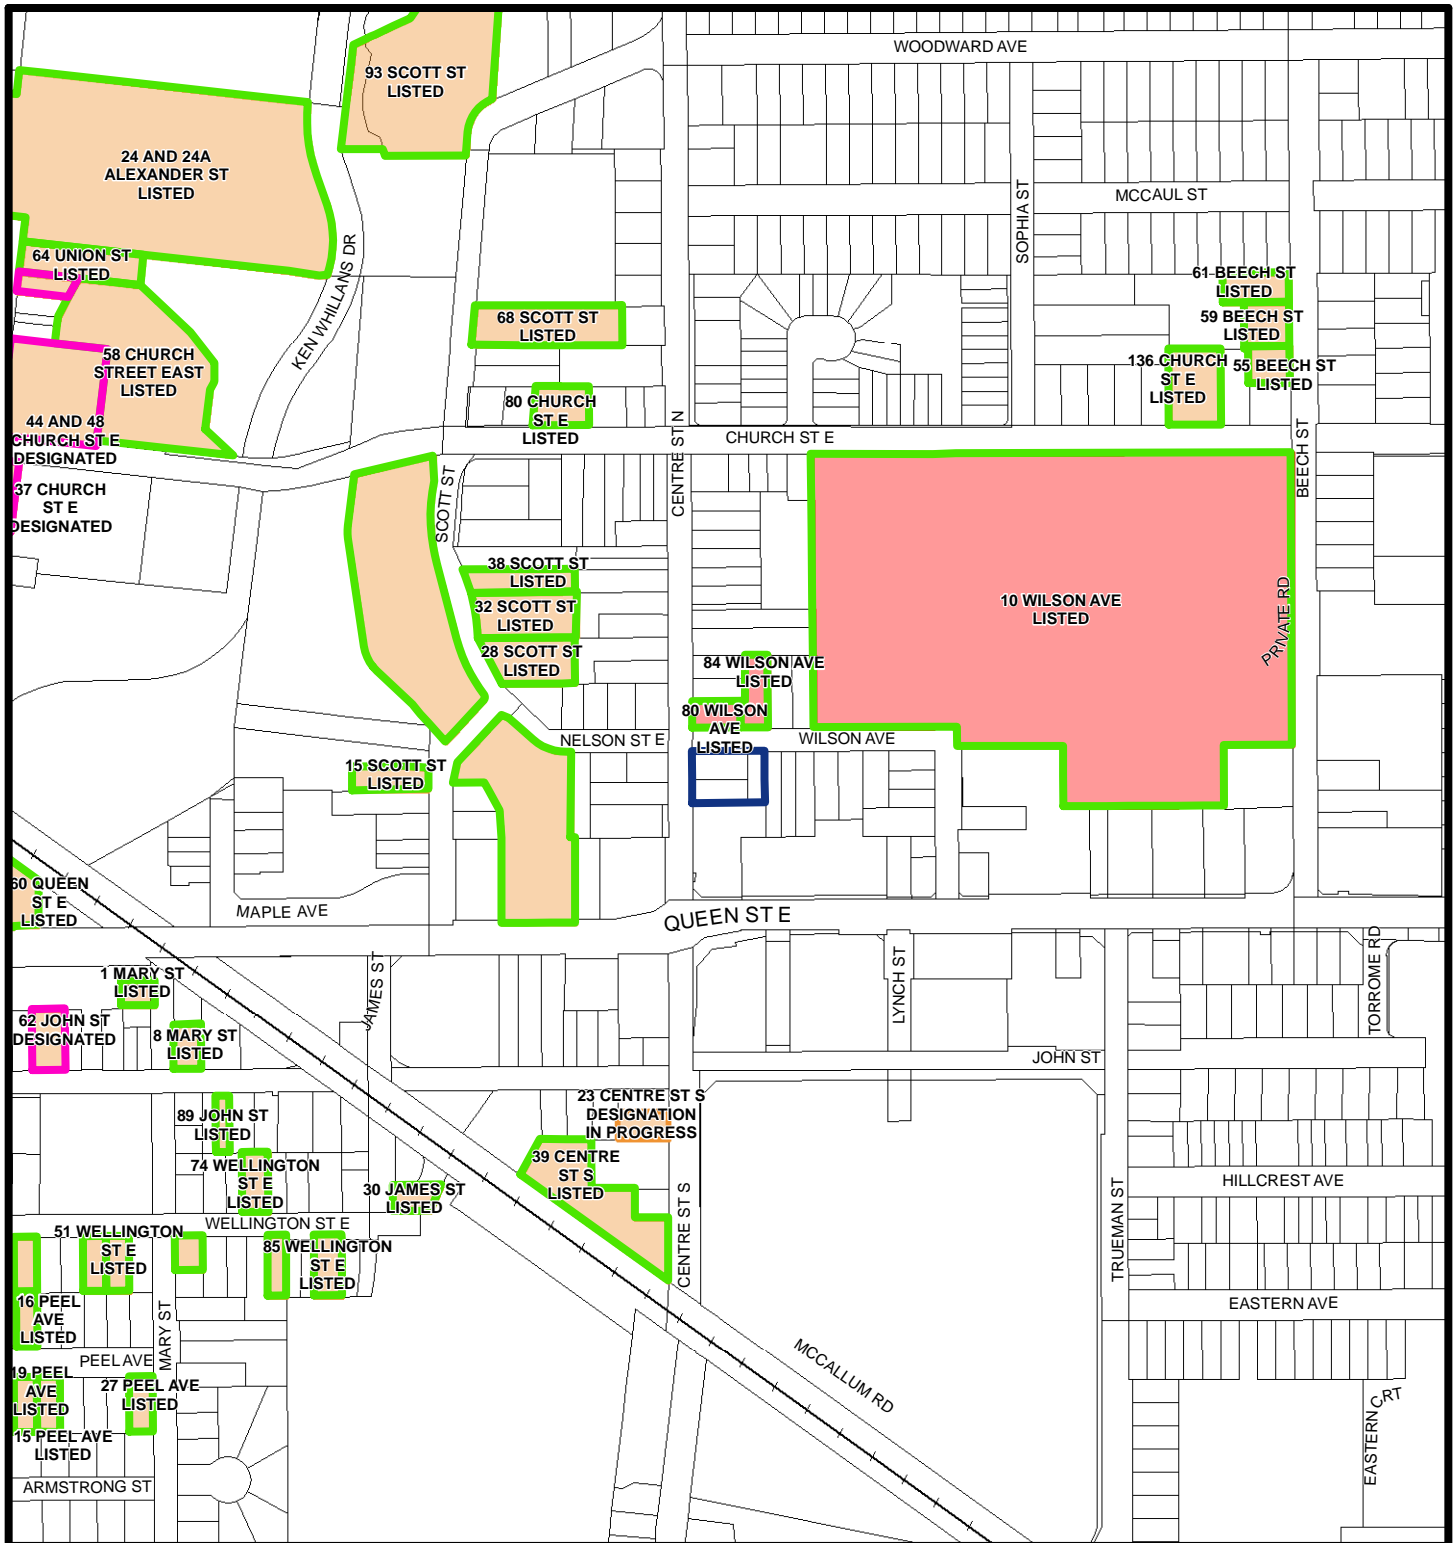 WOODWARD AVE
93 SCOTT ST
LISTED
24 AND 24A
ALEXANDER ST
LISTED
MCCAUL ST
SOPHIA ST
KEN WHILLANS DR
64 UNION ST
LISTED
61 BEECH ST
LISTED
59 BEECH ST
LISTED
68 SCOTT ST
LISTED
58 CHURCH
STREET EAST
LISTED
136 CHURCH
ST E
LISTED
55 BEECH ST
LISTED
80 CHURCH
ST E
LISTED
44 AND 48
CHURCH ST E
DESIGNATED
CENTRE ST N
CHURCH ST E
BEECH ST
SCOTT ST
37 CHURCH
ST E
DESIGNATED
38 SCOTT ST
LISTED
32 SCOTT ST
LISTED
28 SCOTT ST
LISTED
10 WILSON AVE
LISTED
PRIVATE RD
84 WILSON AVE
LISTED
80 WILSON
AVE
LISTED
NELSON ST E
WILSON AVE
15 SCOTT ST
LISTED
60 QUEEN
ST E
LISTED
MAPLE AVE
QUEEN ST E
1 MARY ST
LISTED
JAMES ST
LYNCH ST
TORROME RD
62 JOHN ST
DESIGNATED
8 MARY ST
LISTED
JOHN ST
23 CENTRE ST S
DESIGNATION
IN PROGRESS
89 JOHN ST
LISTED
39 CENTRE
ST S
LISTED
74 WELLINGTON
ST E
LISTED
30 JAMES ST
LISTED
HILLCREST AVE
TRUEMAN ST
CENTRE ST S
WELLINGTON ST E
51 WELLINGTON
ST E
LISTED
85 WELLINGTON
ST E
LISTED
16 PEEL
AVE
LISTED
EASTERN AVE
MARY ST
PEEL AVE
MCCALLUM RD
19 PEEL
AVE
LISTED
27 PEEL AVE
LISTED
15 PEEL AVE
LISTED
EASTERN CRT
ARMSTRONG ST